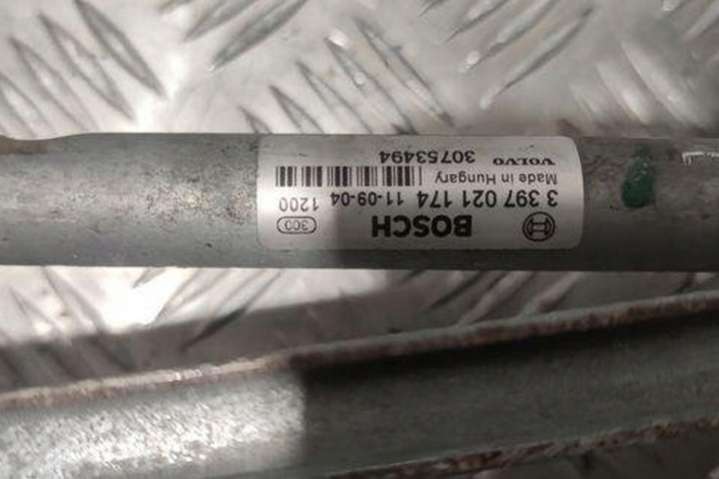 BOSCH 300
3 397 021 174 11-09-04 1200
Made in Hungary
VOLVO 30753494